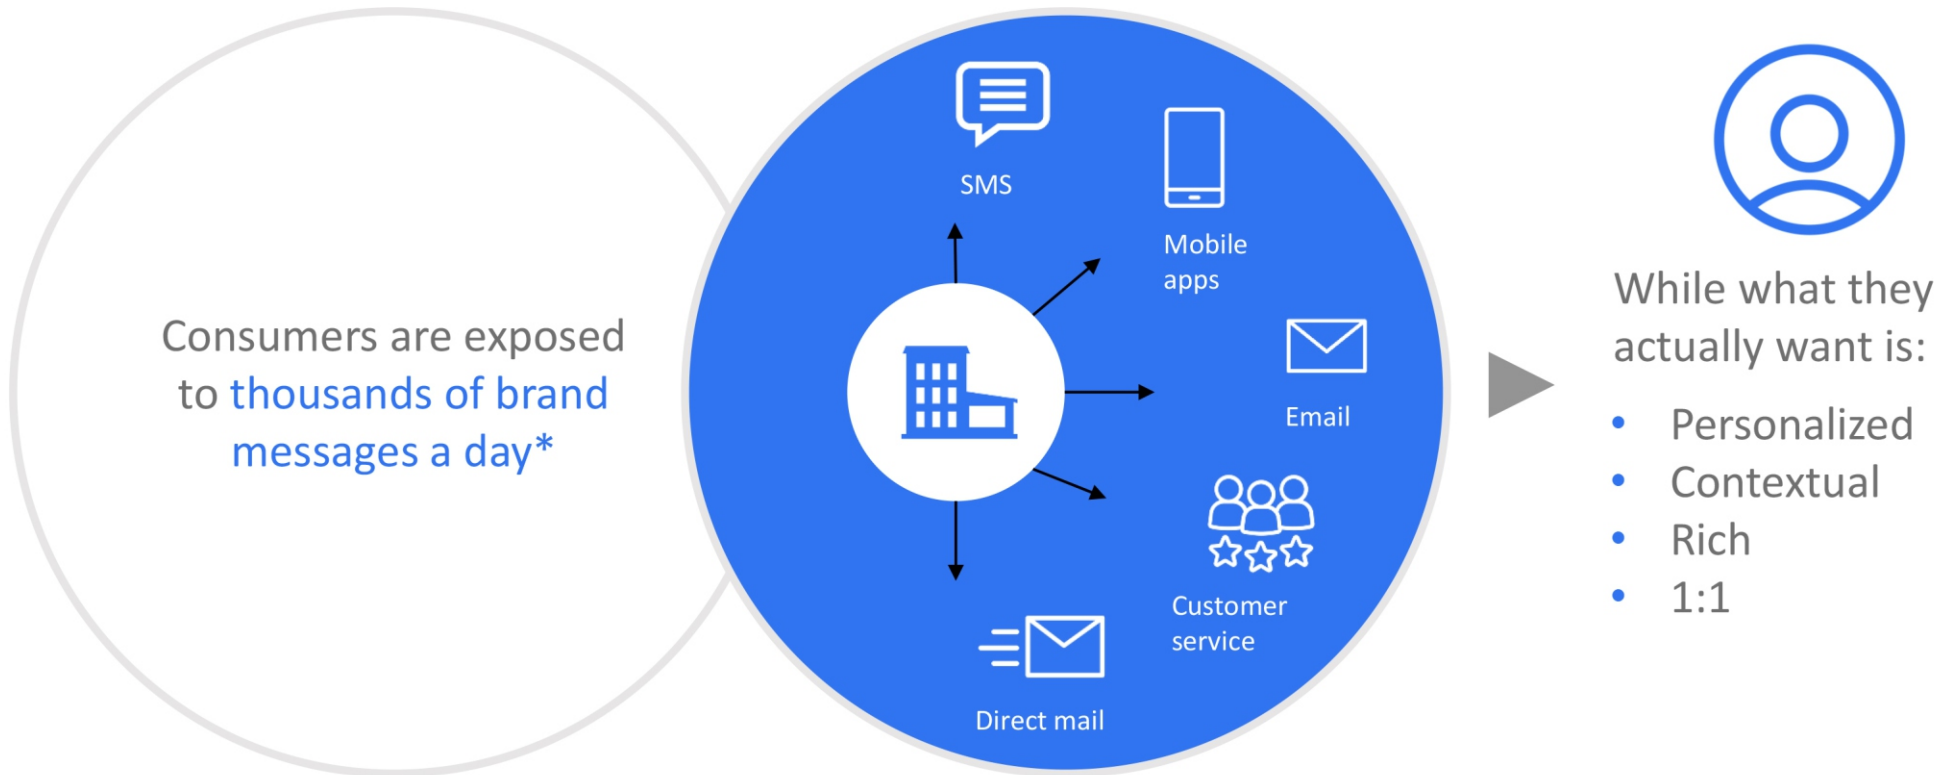 Consumers are exposed
to thousands of brand
messages a day*
SMS
Mobile
apps
Email
Customer
service
Direct mail
While what they
actually want is:
• Personalized
• Contextual
• Rich
• 1:1